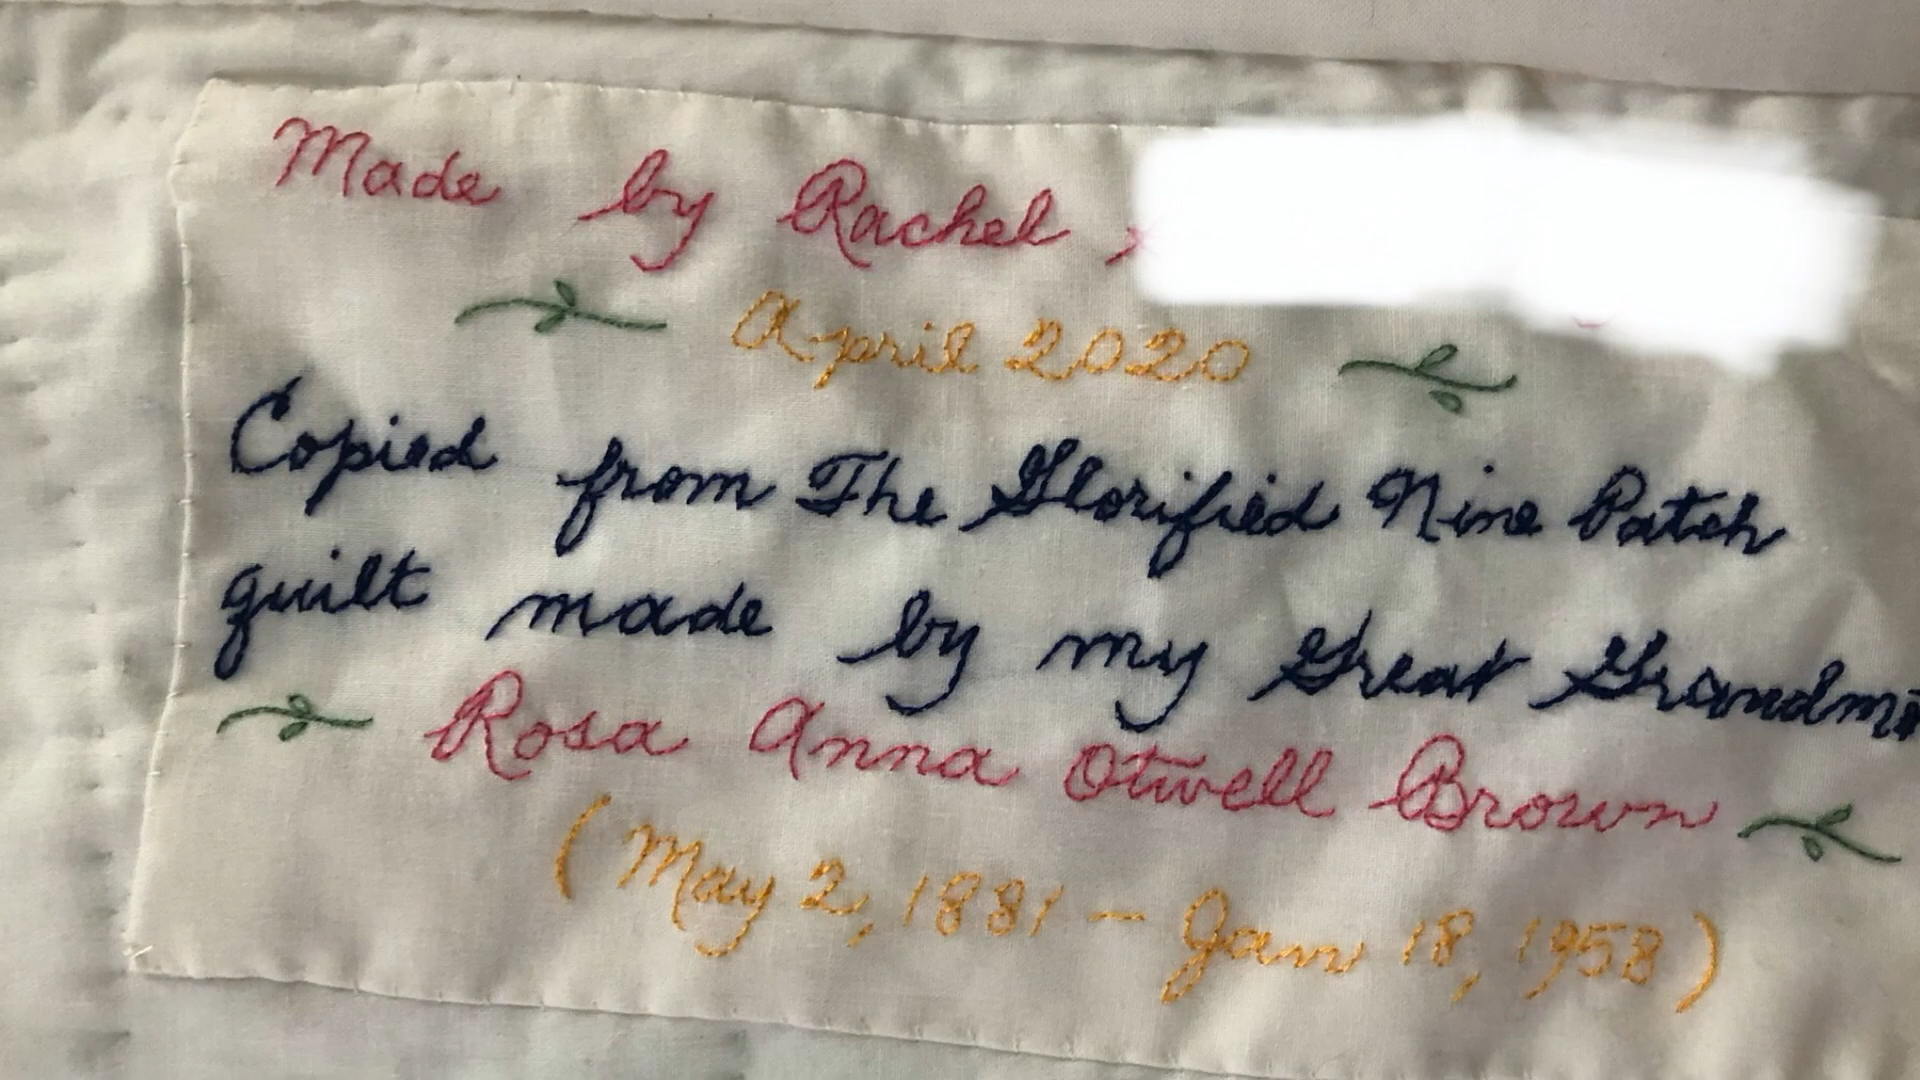 Made by Rachel
April 2020
Copied from The Glorified Nine Patch
quilt made by my Great Grandmo
Rosa Anna Otwell Brown
(May 2, 1881 - Jan 18, 1958)